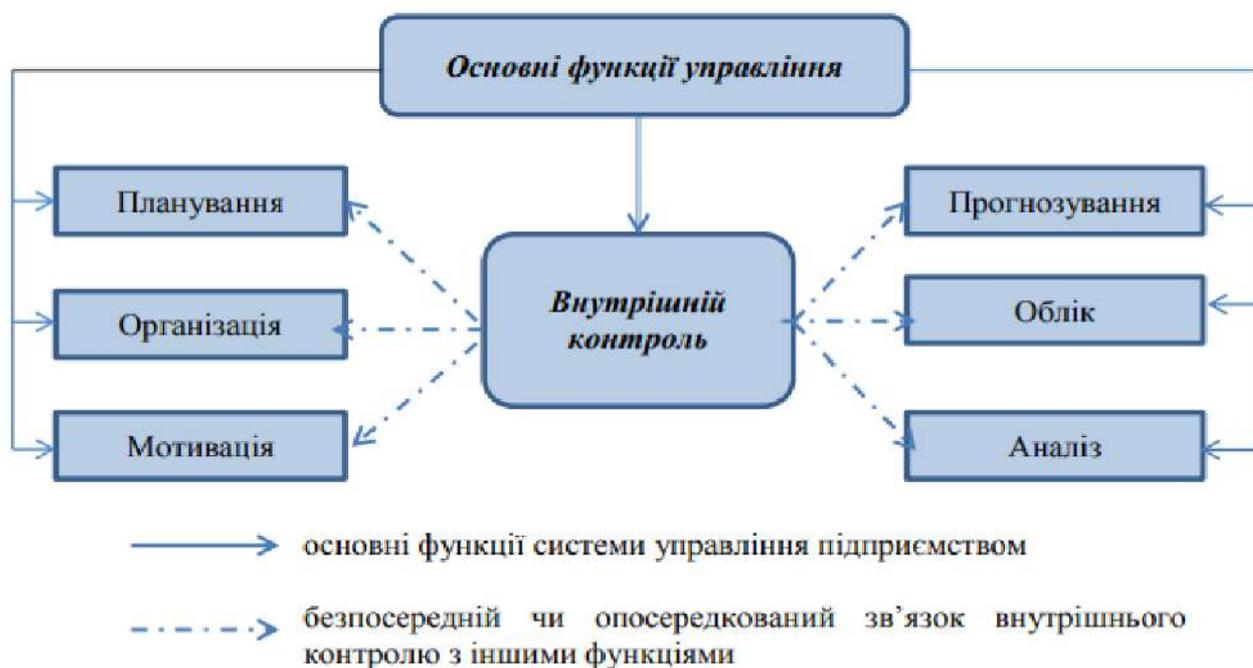 Основні функції управління
Планування
Прогнозування
Внутрішній
контроль
Організація
Облік
Мотивація
Аналіз
основні функції системи управління підприємством
безпосередній чи опосередкований зв’язок внутрішнього
контролю з іншими функціями